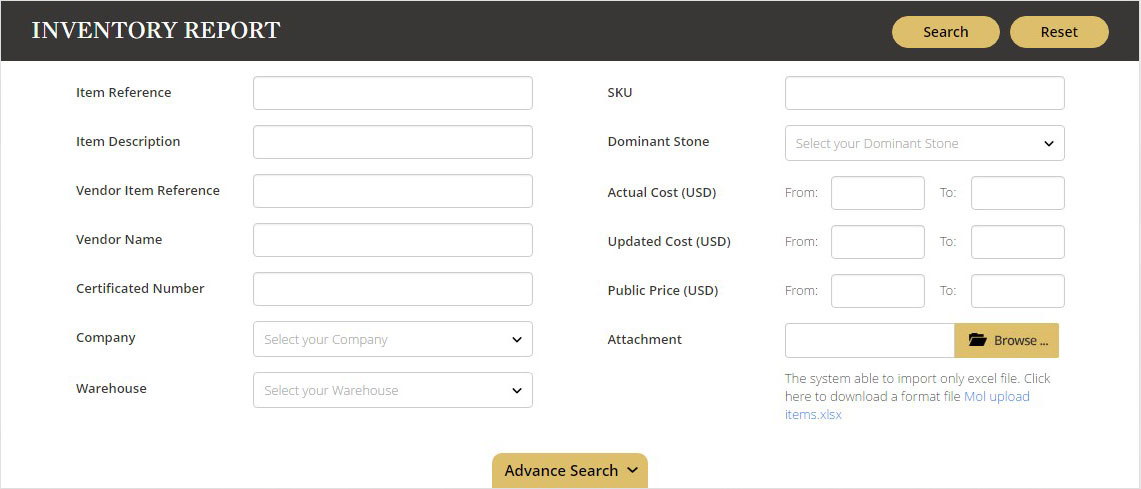 INVENTORY REPORT
Search
Reset
Item Reference
SKU
Item Description
Dominant Stone
Select your Dominant Stone
Vendor Item Reference
Actual Cost (USD)
From:
To:
Vendor Name
Updated Cost (USD)
From:
To:
Certificated Number
Public Price (USD)
From:
To:
Company
Select your Company
Attachment
Browse ...
Warehouse
Select your Warehouse
The system able to import only excel file. Click
here to download a format file Mol upload
items.xlsx
Advance Search